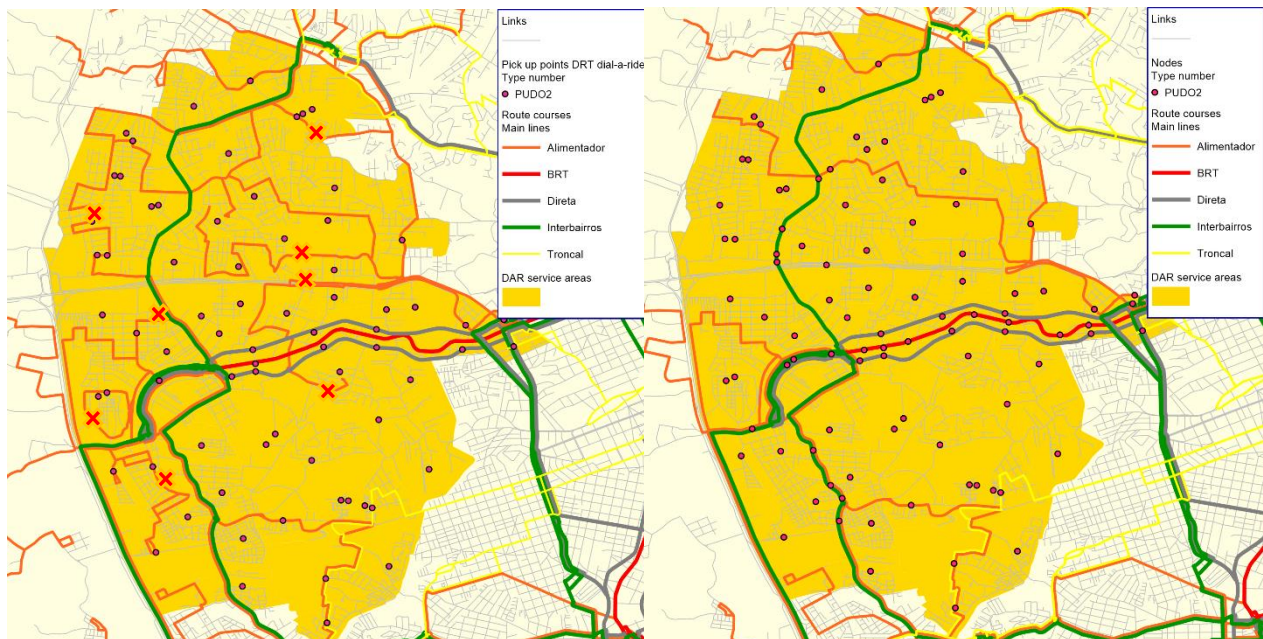 Links
Pick up points DRT dial-a-ride
Type number
PUDO2
Route courses
Main lines
Alimentador
BRT
Direta
Interbairros
Troncal
DAR service areas
Links
Nodes
Type number
PUDO2
Route courses
Main lines
Alimentador
BRT
Direta
Interbairros
Troncal
DAR service areas